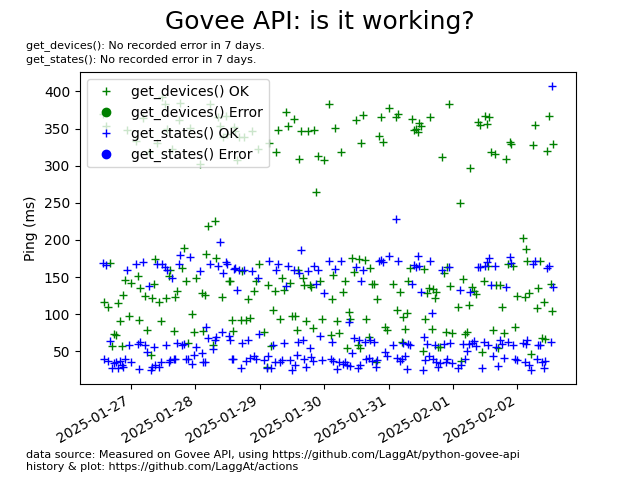 Govee API: is it working?
get_devices(): No recorded error in 7 days.
get_states(): No recorded error in 7 days.
get_devices() OK
get_devices() Error
get_states() OK
get_states() Error
Ping (ms)
400
350
300
250
200
150
100
50
2025-01-27
2025-01-28
2025-01-29
2025-01-30
2025-01-31
2025-02-01
2025-02-02
data source: Measured on Govee API, using https://github.com/LaggAt/python-govee-api
history & plot: https://github.com/LaggAt/actions